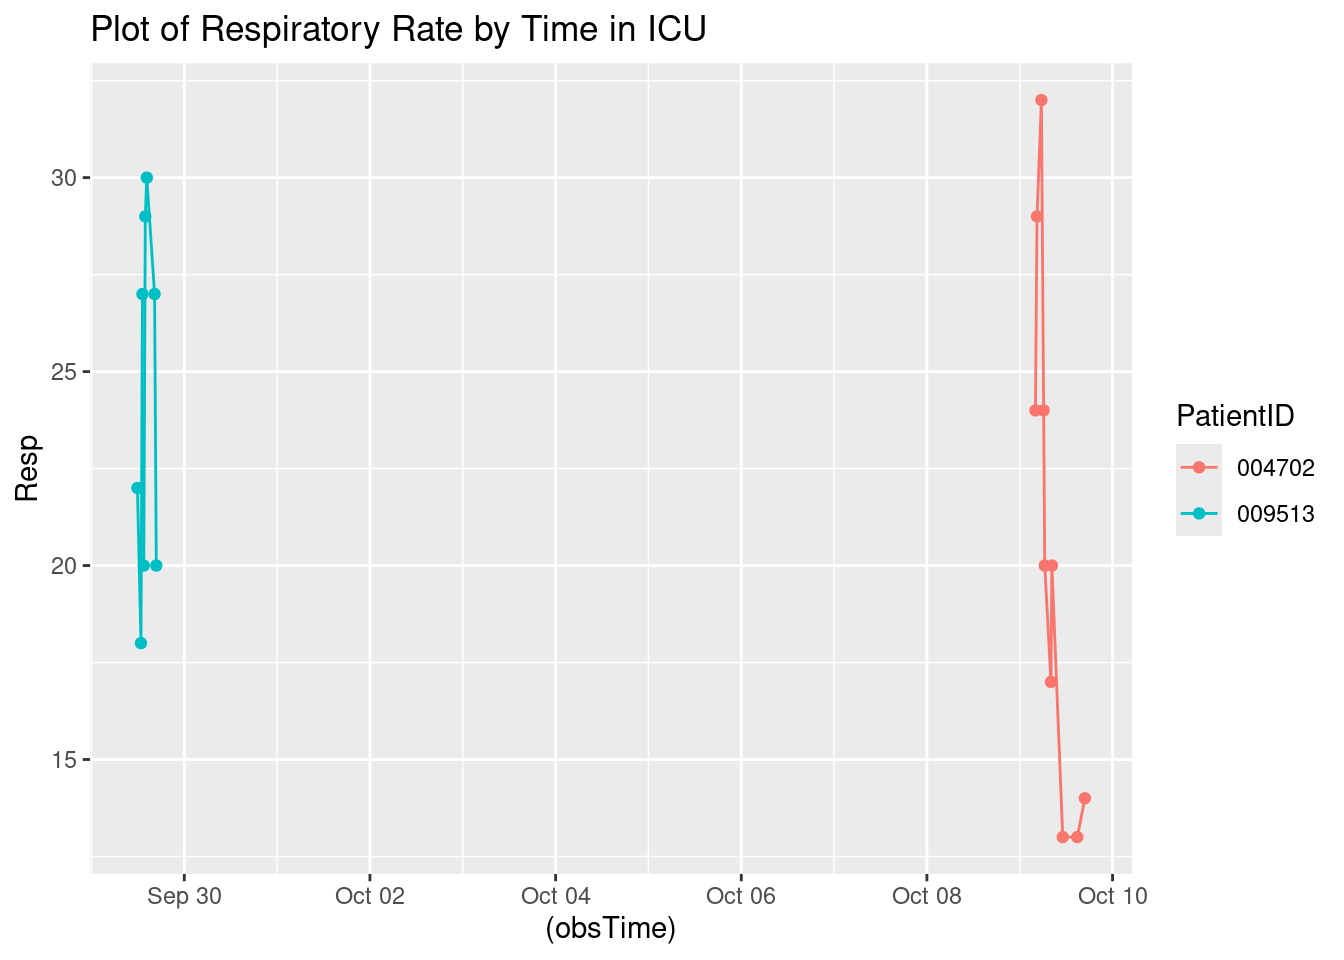 Plot of Respiratory Rate by Time in ICU
30
25
20
15
Resp
Sep 30
Oct 02
Oct 04
Oct 06
Oct 08
Oct 10
(obsTime)
PatientID
004702
009513